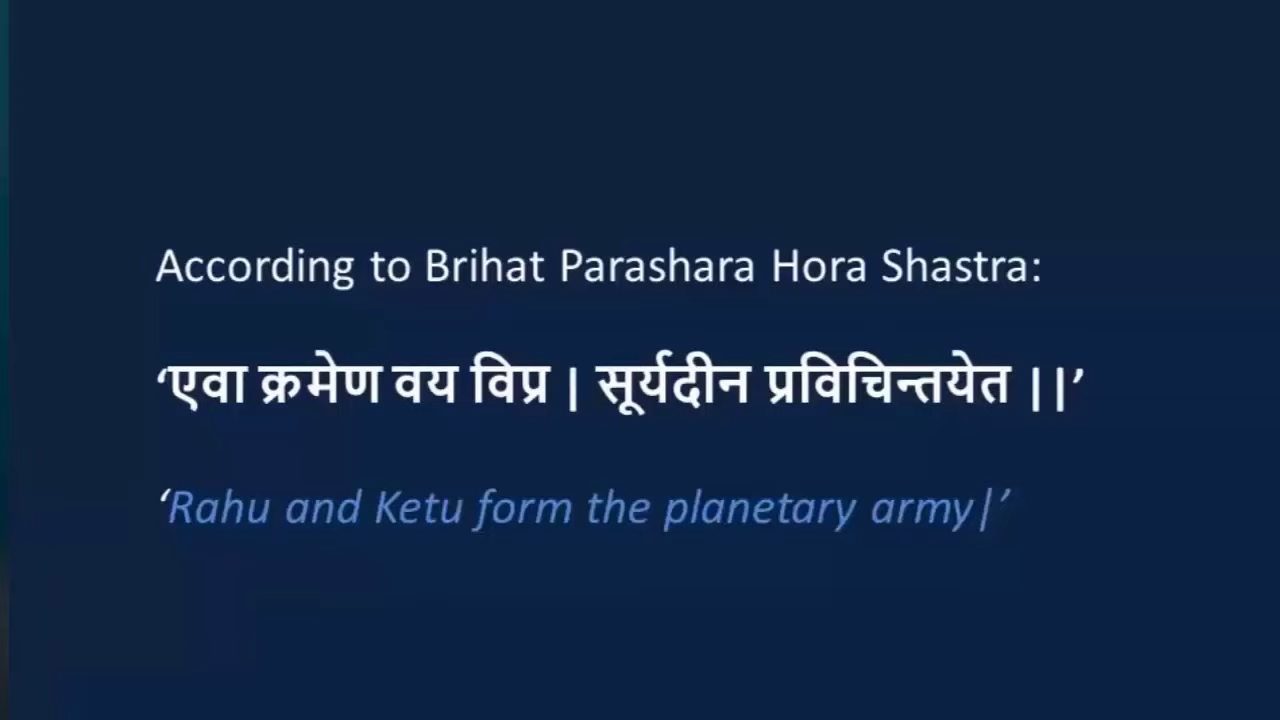 According to Brihat Parashara Hora Shastra:
‘एवा क्रमेण वय विप्र | सूर्यदीन प्रविचिन्तयेत ||’
‘Rahu and Ketu form the planetary army|’